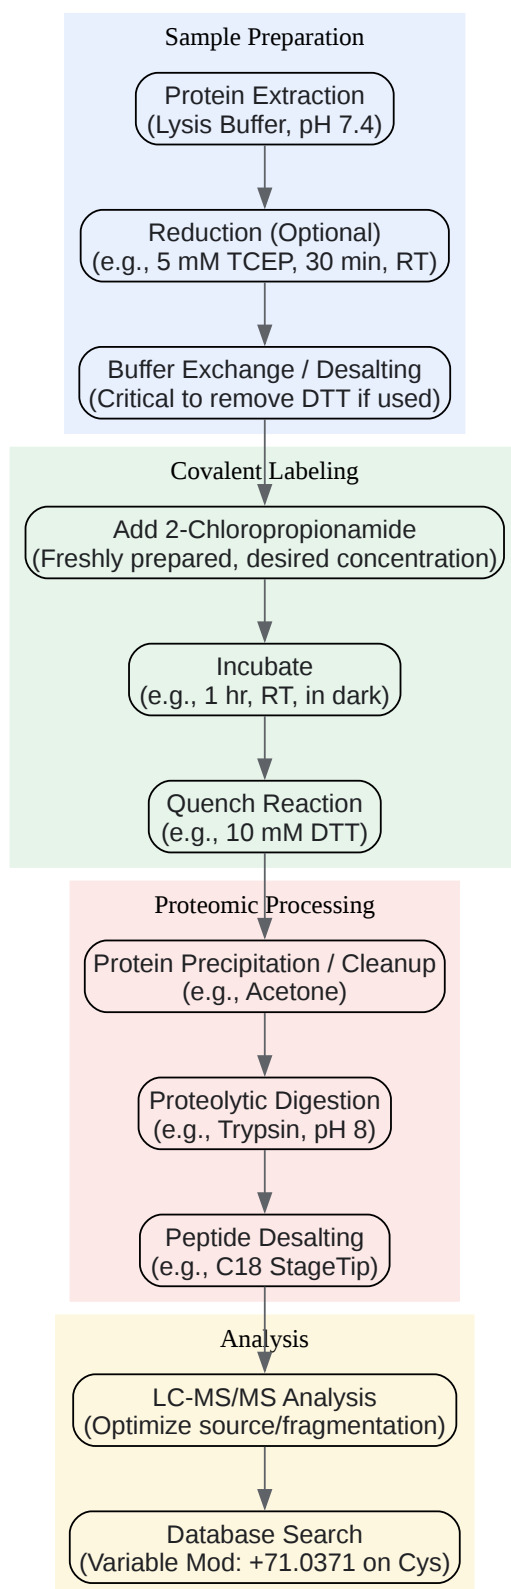 Sample Preparation
Protein Extraction
(Lysis Buffer, pH 7.4)
Reduction (Optional)
(e.g., 5 mM TCEP, 30 min, RT)
Buffer Exchange / Desalting
(Critical to remove DTT if used)
Covalent Labeling
Add 2-Chloropropionamide
(Freshly prepared, desired concentration)
Incubate
(e.g., 1 hr, RT, in dark)
Quench Reaction
(e.g., 10 mM DTT)
Proteomic Processing
Protein Precipitation / Cleanup
(e.g., Acetone)
Proteolytic Digestion
(e.g., Trypsin, pH 8)
Peptide Desalting
(e.g., C18 StageTip)
Analysis
LC-MS/MS Analysis
(Optimize source/fragmentation)
Database Search
(Variable Mod: +71.0371 on Cys)